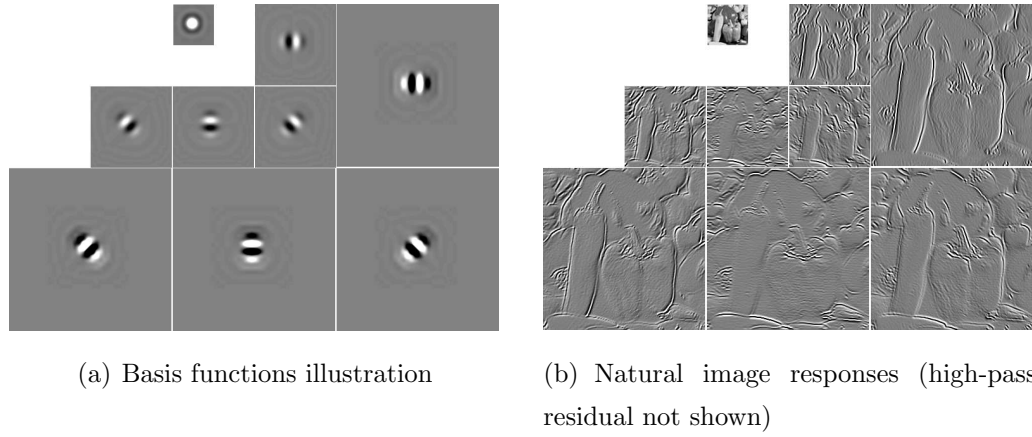 (a) Basis functions illustration
(b) Natural image responses (high-pass
residual not shown)